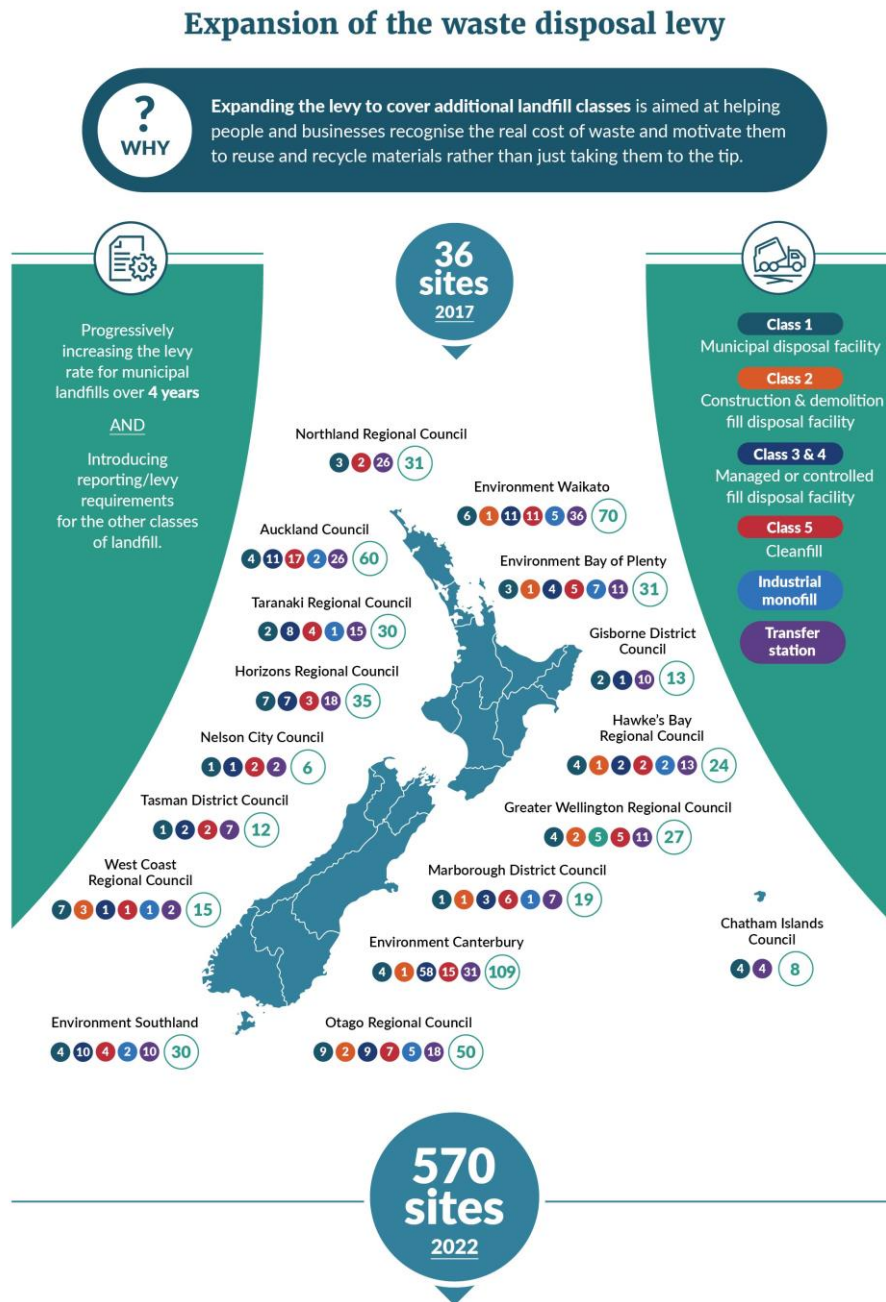 Expansion of the waste disposal levy
?
WHY
Expanding the levy to cover additional landfill classes is aimed at helping
people and businesses recognise the real cost of waste and motivate them
to reuse and recycle materials rather than just taking them to the tip.
36
sites
2017
Progressively
increasing the levy
rate for municipal
landfills over 4 years
AND
Introducing
reporting/levy
requirements
for the other classes
of landfill.
Class 1
Municipal disposal facility
Class 2
Construction & demolition
fill disposal facility
Class 3 & 4
Managed or controlled
fill disposal facility
Class 5
Cleanfill
Industrial
monofill
Transfer
station
Northland Regional Council
3 2 26 31
Environment Waikato
6 1 11 11 5 36 70
Auckland Council
4 11 17 2 26 60
Environment Bay of Plenty
3 1 4 5 7 11 31
Taranaki Regional Council
2 8 4 1 15 30
Gisborne District
Council
2 1 10 13
Horizons Regional Council
7 7 3 18 35
Hawke's Bay
Regional Council
4 1 2 2 2 13 24
Nelson City Council
1 1 2 2 6
Tasman District Council
1 2 2 7 12
Greater Wellington Regional Council
4 2 5 5 11 27
West Coast
Regional Council
7 3 1 1 1 2 15
Marborough District Council
1 1 3 6 1 7 19
Chatham Islands
Council
4 4 8
Environment Canterbury
4 1 58 15 31 109
Environment Southland
4 10 4 2 10 30
Otago Regional Council
9 2 9 7 5 18 50
570
sites
2022